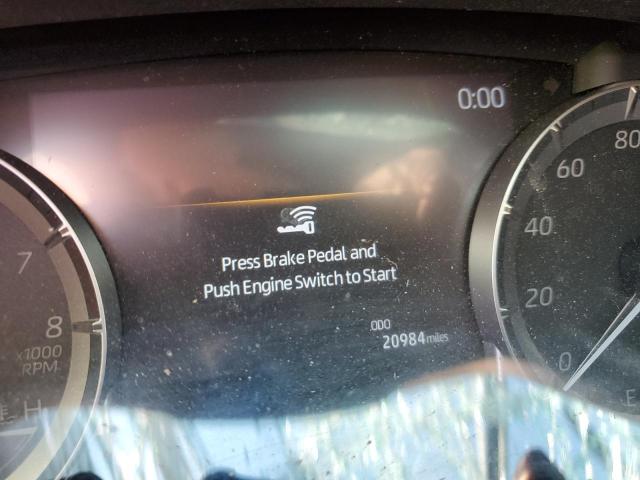 0:00
Press Brake Pedal and
Push Engine Switch to Start
ODO
20984 miles
7
8
x1000
RPM
H
80
60
40
20
0
E